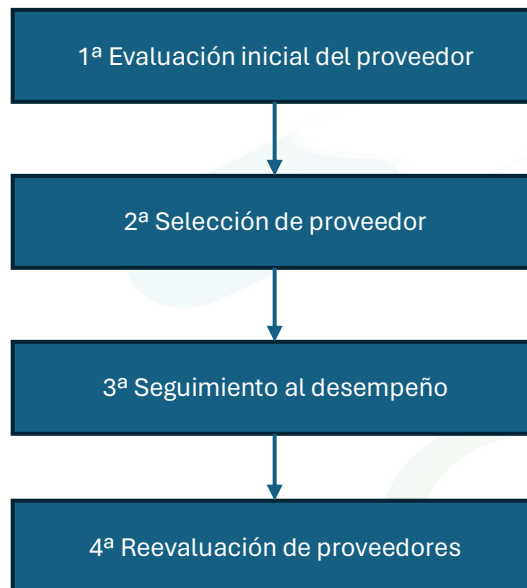 1ª Evaluación inicial del proveedor
2ª Selección de proveedor
3ª Seguimiento al desempeño
4ª Reevaluación de proveedores